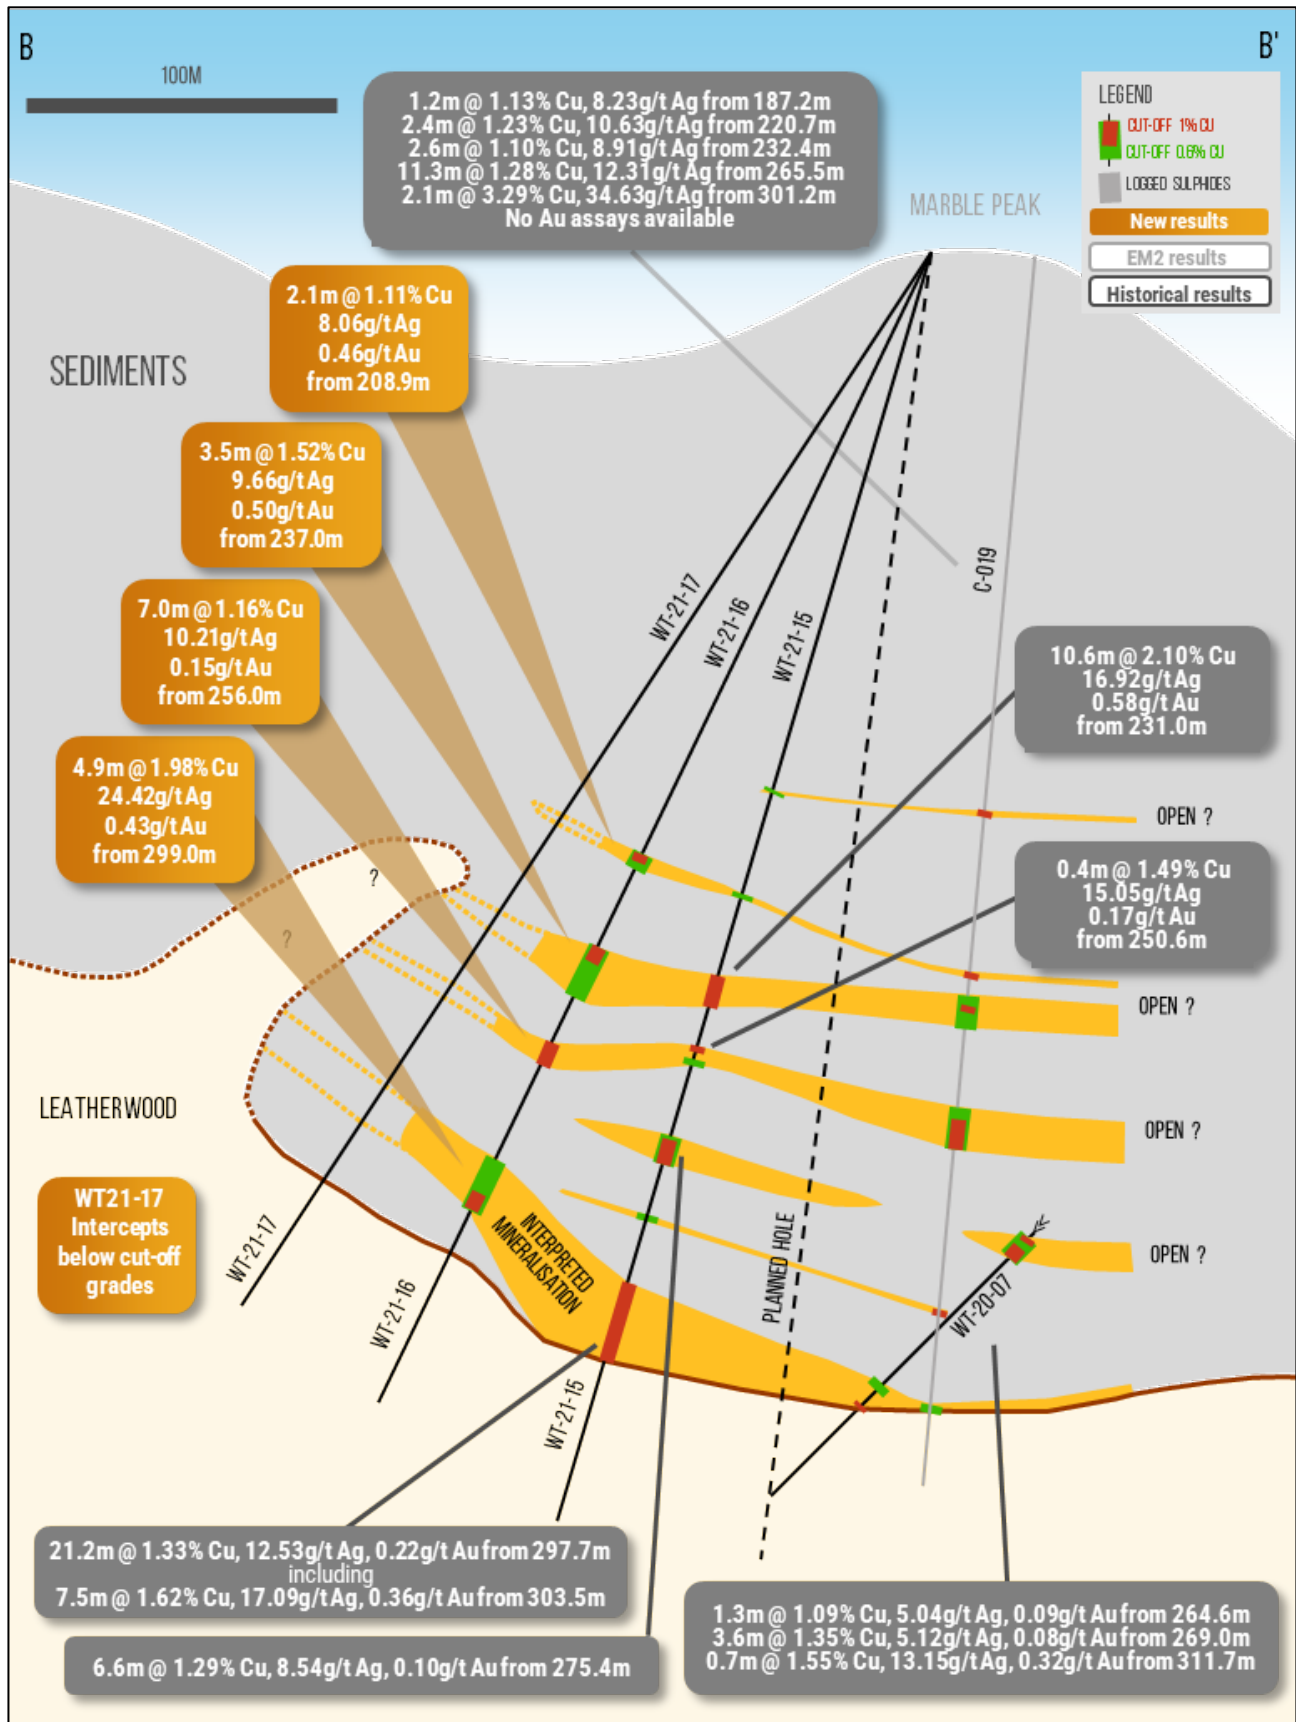 B
B'
100M
1.2m @ 1.13% Cu, 8.23g/t Ag from 187.2m
2.4m @ 1.23% Cu, 10.63g/t Ag from 220.7m
2.6m @ 1.10% Cu, 8.91g/t Ag from 232.4m
11.3m @ 1.28% Cu, 12.31g/t Ag from 265.5m
2.1m @ 3.29% Cu, 34.63g/t Ag from 301.2m
No Au assays available
LEGEND
CUT-OFF 1% CU
CUT-OFF 0.6% CU
LOGGED SULPHIDES
New results
EM2 results
Historical results
MARBLE PEAK
SEDIMENTS
2.1m @ 1.11% Cu
8.06g/t Ag
0.46g/t Au
from 208.9m
3.5m @ 1.52% Cu
9.66g/t Ag
0.50g/t Au
from 237.0m
7.0m @ 1.16% Cu
10.21g/t Ag
0.15g/t Au
from 256.0m
4.9m @ 1.98% Cu
24.42g/t Ag
0.43g/t Au
from 299.0m
WT-21-17
WT-21-16
WT-21-15
C-019
10.6m @ 2.10% Cu
16.92g/t Ag
0.58g/t Au
from 231.0m
OPEN ?
0.4m @ 1.49% Cu
15.05g/t Ag
0.17g/t Au
from 250.6m
?
?
OPEN ?
LEATHERWOOD
OPEN ?
WT21-17
Intercepts
below cut-off
grades
INTERPRETED
MINERALISATION
PLANNED HOLE
WT-20-07
OPEN ?
WT-21-17
WT-21-16
WT-21-15
21.2m @ 1.33% Cu, 12.53g/t Ag, 0.22g/t Au from 297.7m
including
7.5m @ 1.62% Cu, 17.09g/t Ag, 0.36g/t Au from 303.5m
6.6m @ 1.29% Cu, 8.54g/t Ag, 0.10g/t Au from 275.4m
1.3m @ 1.09% Cu, 5.04g/t Ag, 0.09g/t Au from 264.6m
3.6m @ 1.35% Cu, 5.12g/t Ag, 0.08g/t Au from 269.0m
0.7m @ 1.55% Cu, 13.15g/t Ag, 0.32g/t Au from 311.7m